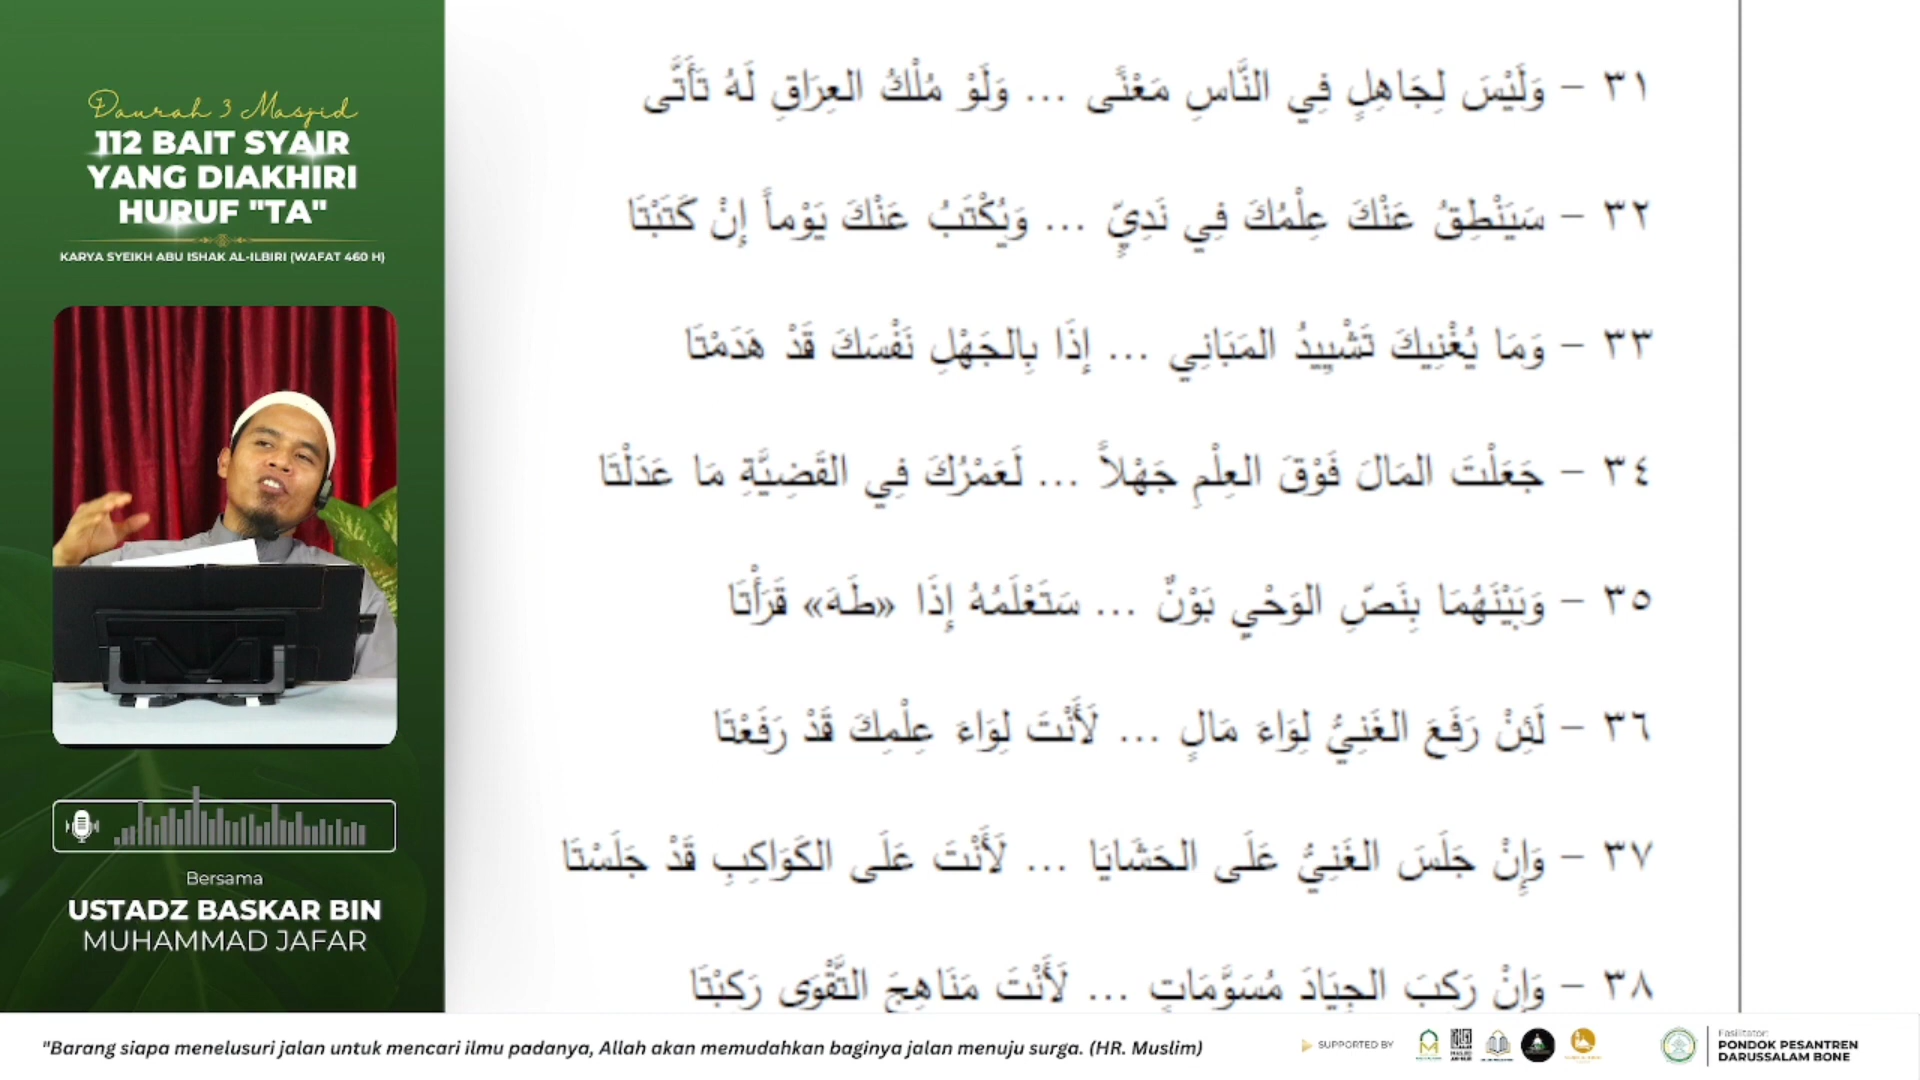 Daurah 3 Masjid
112 BAIT SYAIR
YANG DIAKHIRI
HURUF "TA"
KARYA SYEIKH ABU ISHAK AL-ILBIRI (WAFAT 460 H)
Bersama
USTADZ BASKAR BIN
MUHAMMAD JAFAR
٣١ – وَلَيْسَ لِجَاهِلٍ فِي النَّاسِ مَعْنًى ... وَلَوْ مُلْكُ العِرَاقِ لَهُ تَأَتَّى
٣٢ – سَيَنْطِقُ عَنْكَ عِلْمُكَ فِي نَدِيٍّ ... وَيُكْتَبُ عَنْكَ يَوْماً إِنْ كَتَبْتَا
٣٣ – وَمَا يُغْنِيكَ تَشْيِيدُ المَبَانِي ... إِذَا بِالجَهْلِ نَفْسَكَ قَدْ هَدَمْتَا
٣٤ – جَعَلْتَ المَالَ فَوْقَ العِلْمِ جَهْلاً ... لَعَمْرُكَ فِي القَضِيَّةِ مَا عَدَلْتَا
٣٥ – وَبَيْنَهُمَا بِنَصِّ الوَحْيِ بَوْنٌ ... سَتَعْلَمُهُ إِذَا «طَهَ» قَرَأْتَا
٣٦ – لَئِنْ رَفَعَ الغَنِيُّ لِوَاءَ مَالٍ ... لَأَنْتَ لِوَاءَ عِلْمِكَ قَدْ رَفَعْتَا
٣٧ – وَإِنْ جَلَسَ الغَنِيُّ عَلَى الحَشَايَا ... لَأَنْتَ عَلَى الكَوَاكِبِ قَدْ جَلَسْتَا
٣٨ – وَإِنْ رَكِبَ الجِيَادَ مُسَوَّمَاتٍ ... لَأَنْتَ مَنَاهِجَ التَّقْوَى رَكِبْتَا
"Barang siapa menelusuri jalan untuk mencari ilmu padanya, Allah akan memudahkan baginya jalan menuju surga. (HR. Muslim)
SUPPORTED BY
Fasilitator:
PONDOK PESANTREN
DARUSSALAM BONE